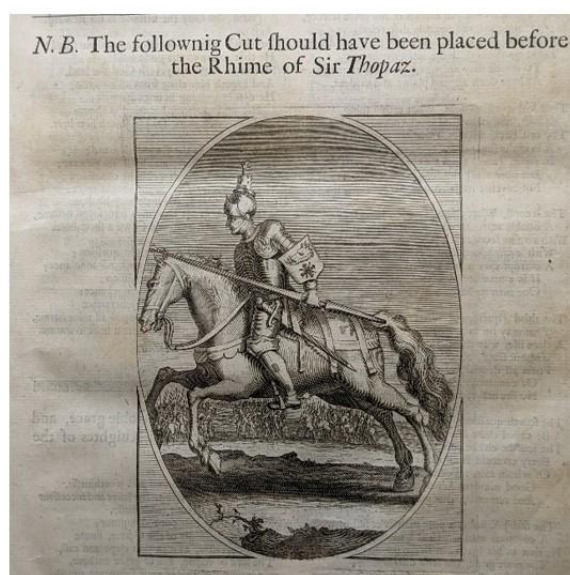 N. B. The follownig Cut ſhould have been placed before
the Rhime of Sir Thopaz.